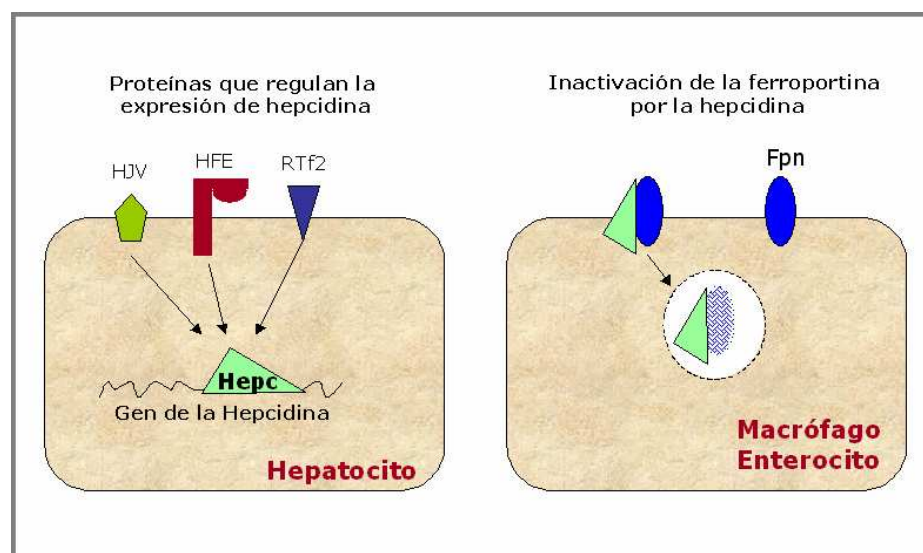 Proteínas que regulan la
expresión de hepcidina
HJV
HFE
RTf2
Hepc
Gen de la Hepcidina
Hepatocito
Inactivación de la ferroportina
por la hepcidina
Fpn
Macrófago
Enterocito